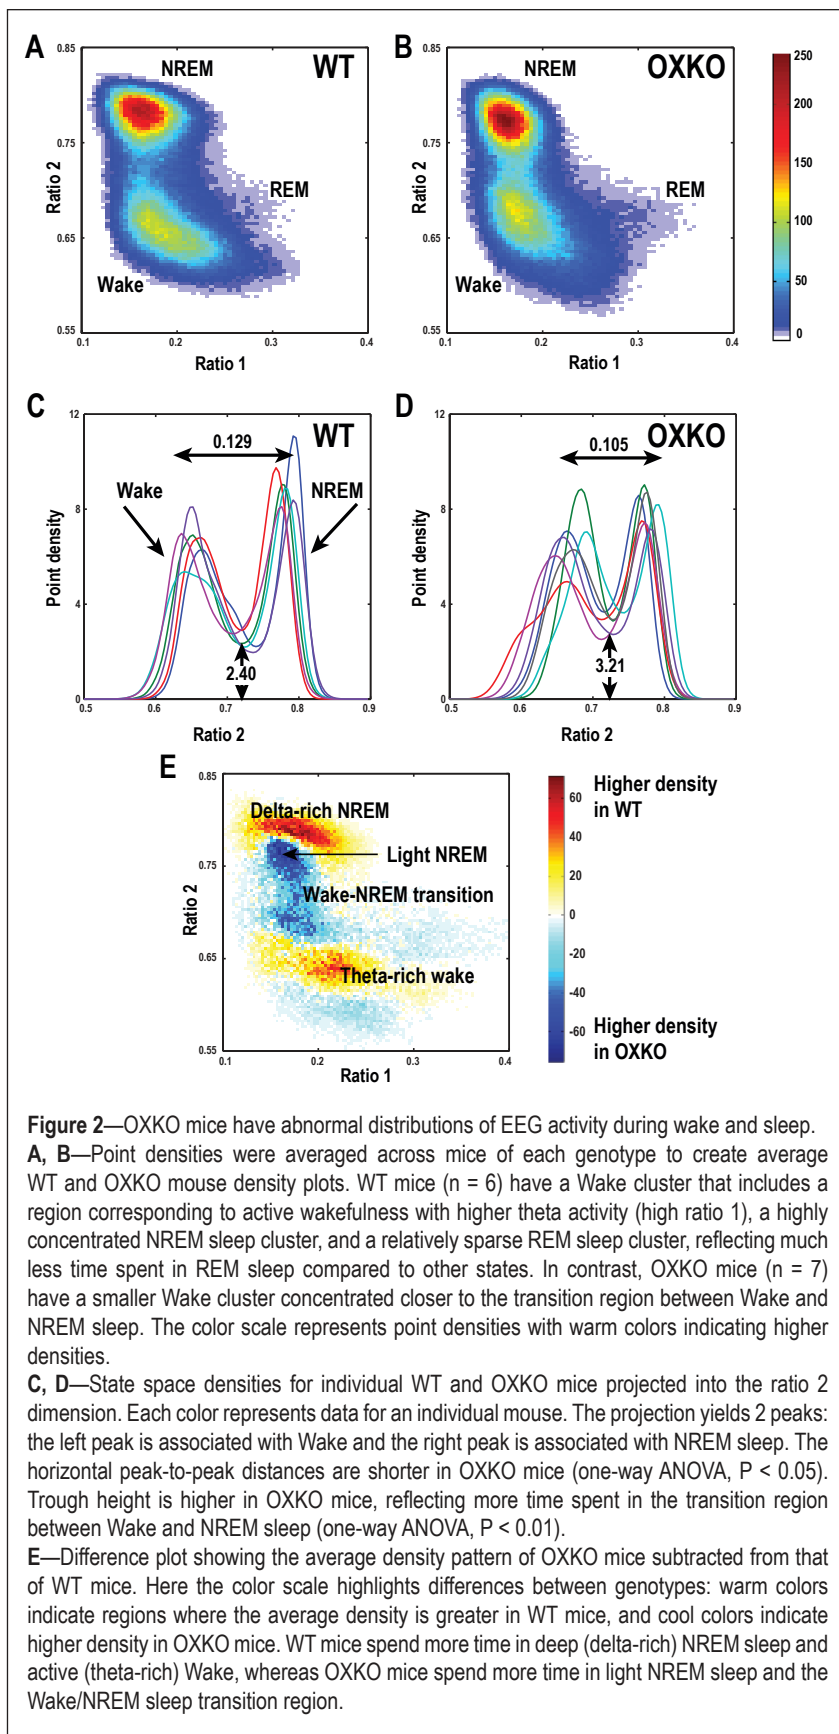 A
WT
NREM
REM
Wake
0.85
0.75
0.65
0.55
0.1
0.2
0.3
0.4
Ratio 2
Ratio 1
B
OXKO
NREM
REM
Wake
0.85
0.75
0.65
0.55
0.1
0.2
0.3
0.4
Ratio 2
Ratio 1
250
200
150
100
50
0
C
WT
0.129
Wake
NREM
2.40
12
8
4
0
0.5
0.6
0.7
0.8
0.9
Point density
Ratio 2
D
OXKO
0.105
3.21
12
8
4
0
0.5
0.6
0.7
0.8
0.9
Point density
Ratio 2
E
Delta-rich NREM
Light NREM
Wake-NREM transition
Theta-rich wake
0.85
0.75
0.65
0.55
0.1
0.2
0.3
0.4
Ratio 2
Ratio 1
60
40
20
0
-20
-40
-60
Higher density
in WT
Higher density
in OXKO
Figure 2—OXKO mice have abnormal distributions of EEG activity during wake and sleep.
A, B—Point densities were averaged across mice of each genotype to create average
WT and OXKO mouse density plots. WT mice (n = 6) have a Wake cluster that includes a
region corresponding to active wakefulness with higher theta activity (high ratio 1), a highly
concentrated NREM sleep cluster, and a relatively sparse REM sleep cluster, reflecting much
less time spent in REM sleep compared to other states. In contrast, OXKO mice (n = 7)
have a smaller Wake cluster concentrated closer to the transition region between Wake and
NREM sleep. The color scale represents point densities with warm colors indicating higher
densities.
C, D—State space densities for individual WT and OXKO mice projected into the ratio 2
dimension. Each color represents data for an individual mouse. The projection yields 2 peaks:
the left peak is associated with Wake and the right peak is associated with NREM sleep. The
horizontal peak-to-peak distances are shorter in OXKO mice (one-way ANOVA, P < 0.05).
Trough height is higher in OXKO mice, reflecting more time spent in the transition region
between Wake and NREM sleep (one-way ANOVA, P < 0.01).
E—Difference plot showing the average density pattern of OXKO mice subtracted from that
of WT mice. Here the color scale highlights differences between genotypes: warm colors
indicate regions where the average density is greater in WT mice, and cool colors indicate
higher density in OXKO mice. WT mice spend more time in deep (delta-rich) NREM sleep and
active (theta-rich) Wake, whereas OXKO mice spend more time in light NREM sleep and the
Wake/NREM sleep transition region.